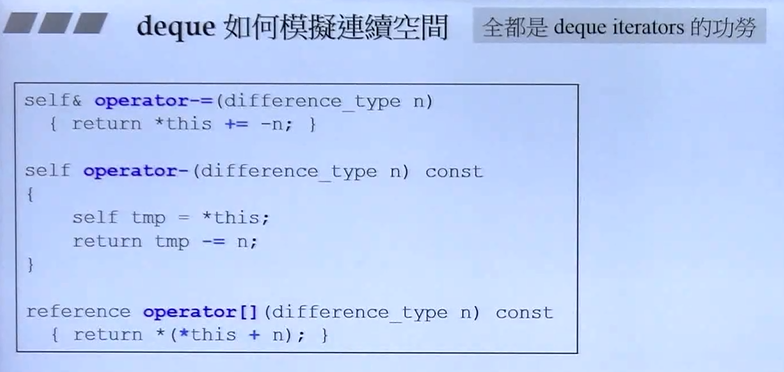 deque 如何模擬連續空間
全都是 deque iterators 的功勞
self& operator-=(difference_type n)
{ return *this += -n; }
self operator-(difference_type n) const
{
self tmp = *this;
return tmp -= n;
}
reference operator[](difference_type n) const
{ return *(*this + n); }